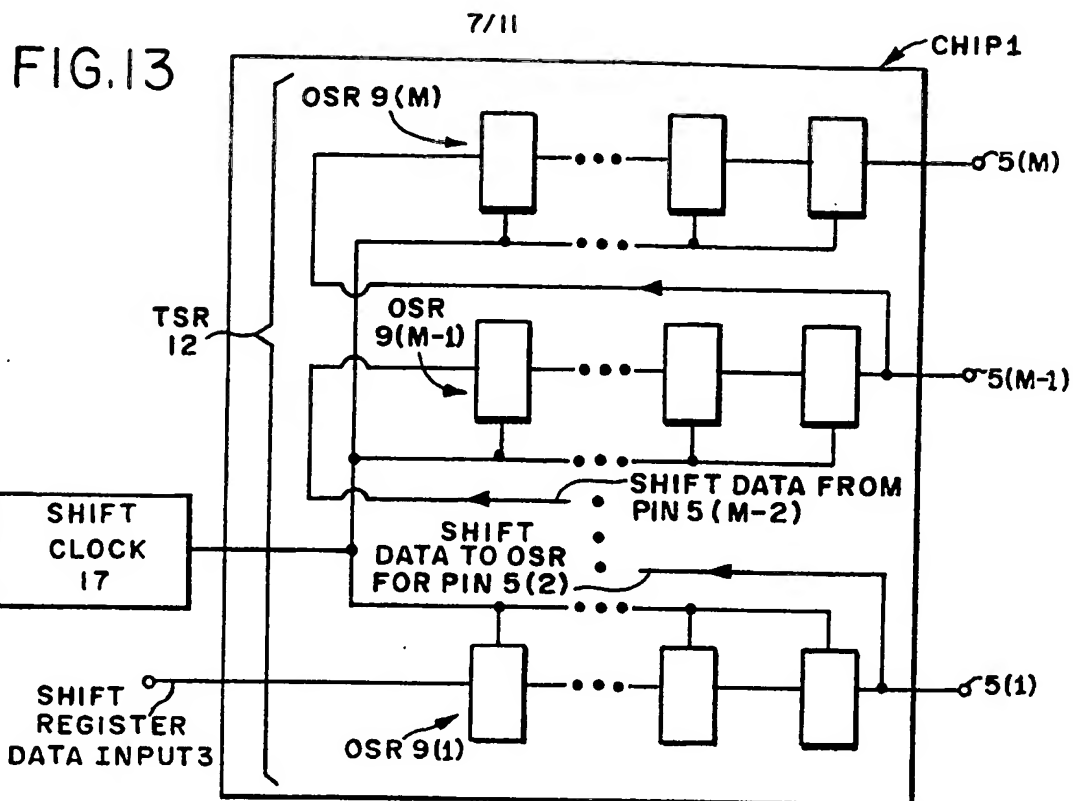 7/11
FIG.13
CHIP1
OSR 9(M)
5(M)
TSR
12
OSR
9(M-1)
5(M-1)
SHIFT DATA FROM
PIN 5(M-2)
SHIFT
CLOCK
17
SHIFT
DATA TO OSR
FOR PIN 5(2)
SHIFT
REGISTER
DATA INPUT3
OSR 9(1)
5(1)